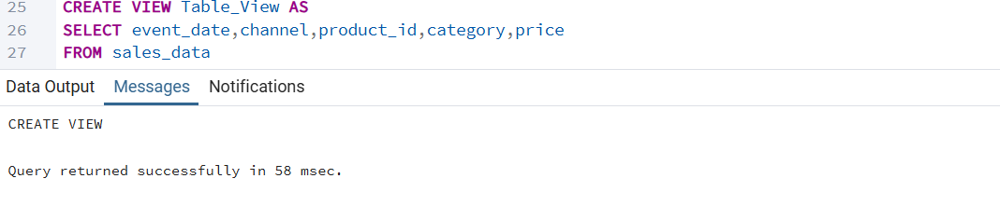 25 CREATE VIEW Table_View AS
26 SELECT event_date,channel,product_id,category,price
27 FROM sales_data
Data Output Messages Notifications
CREATE VIEW
Query returned successfully in 58 msec.